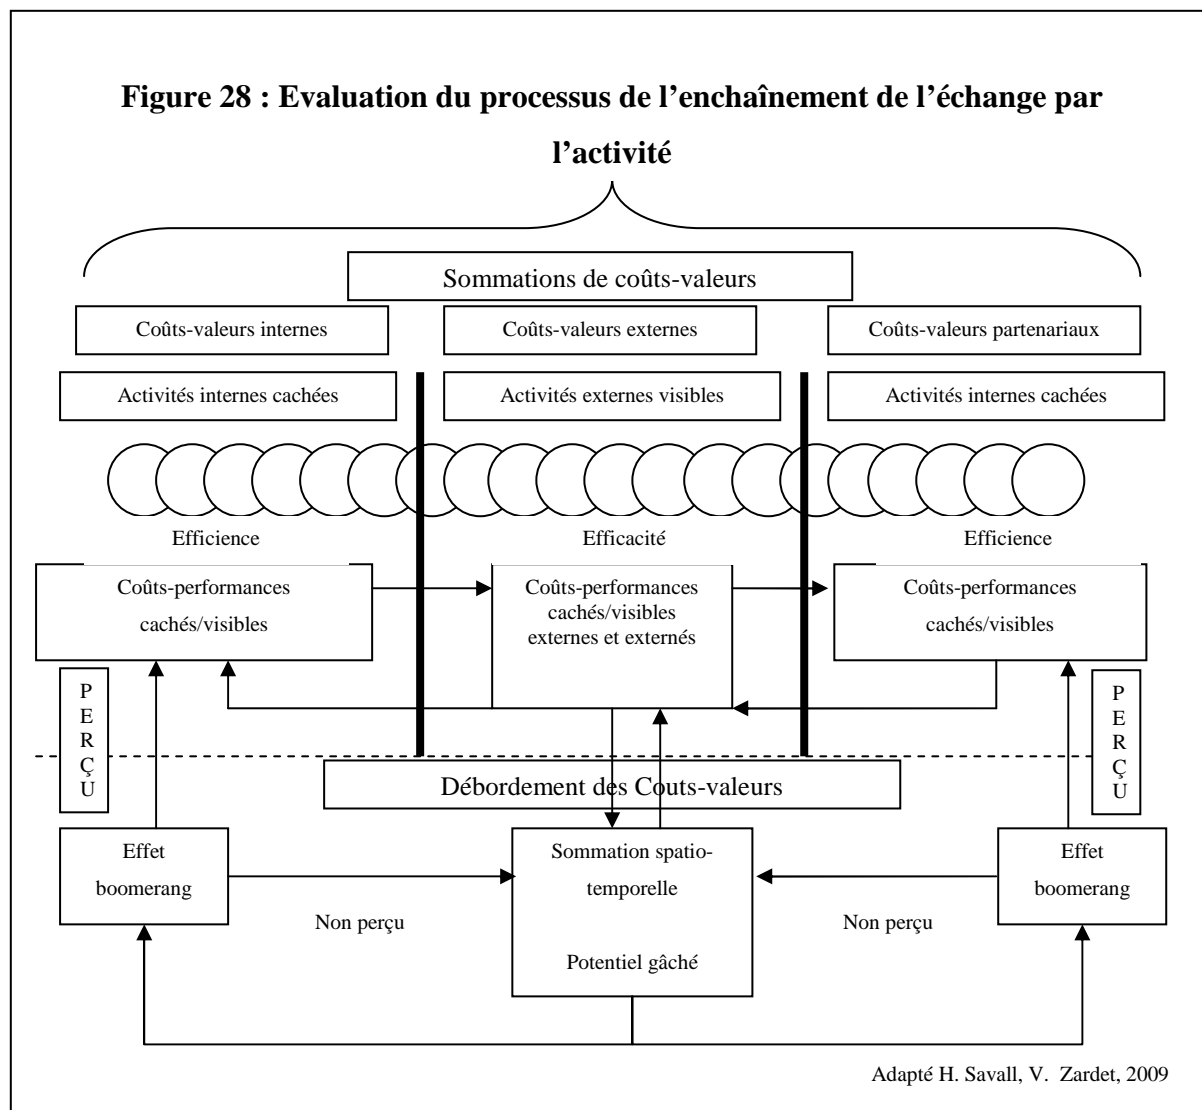 Figure 28 : Evaluation du processus de l’enchaînement de l’échange par
l’activité
Sommations de coûts-valeurs
Coûts-valeurs internes
Coûts-valeurs externes
Coûts-valeurs partenariaux
Activités internes cachées
Activités externes visibles
Activités internes cachées
Efficience
Efficacité
Efficience
Coûts-performances
cachés/visibles
Coûts-performances
cachés/visibles
externes et externés
Coûts-performances
cachés/visibles
P
E
R
Ç
U
P
E
R
Ç
U
Débordement des Couts-valeurs
Effet
boomerang
Sommation spatio-
temporelle
Potentiel gâché
Effet
boomerang
Non perçu
Non perçu
Adapté H. Savall, V. Zardet, 2009